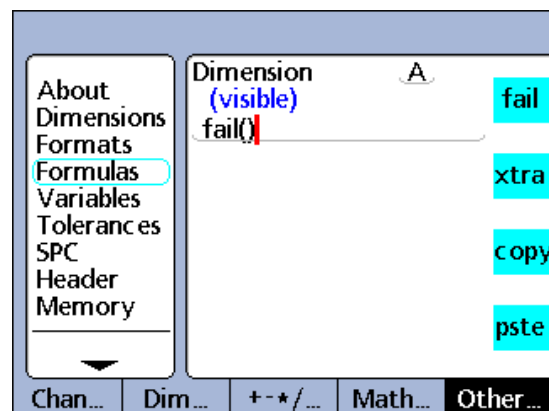 About
Dimensions
Formats
Formulas
Variables
Tolerances
SPC
Header
Memory
Dimension A
(visible)
fail()
fail
xtra
copy
pste
Chan... Dim... +-*/... Math... Other...